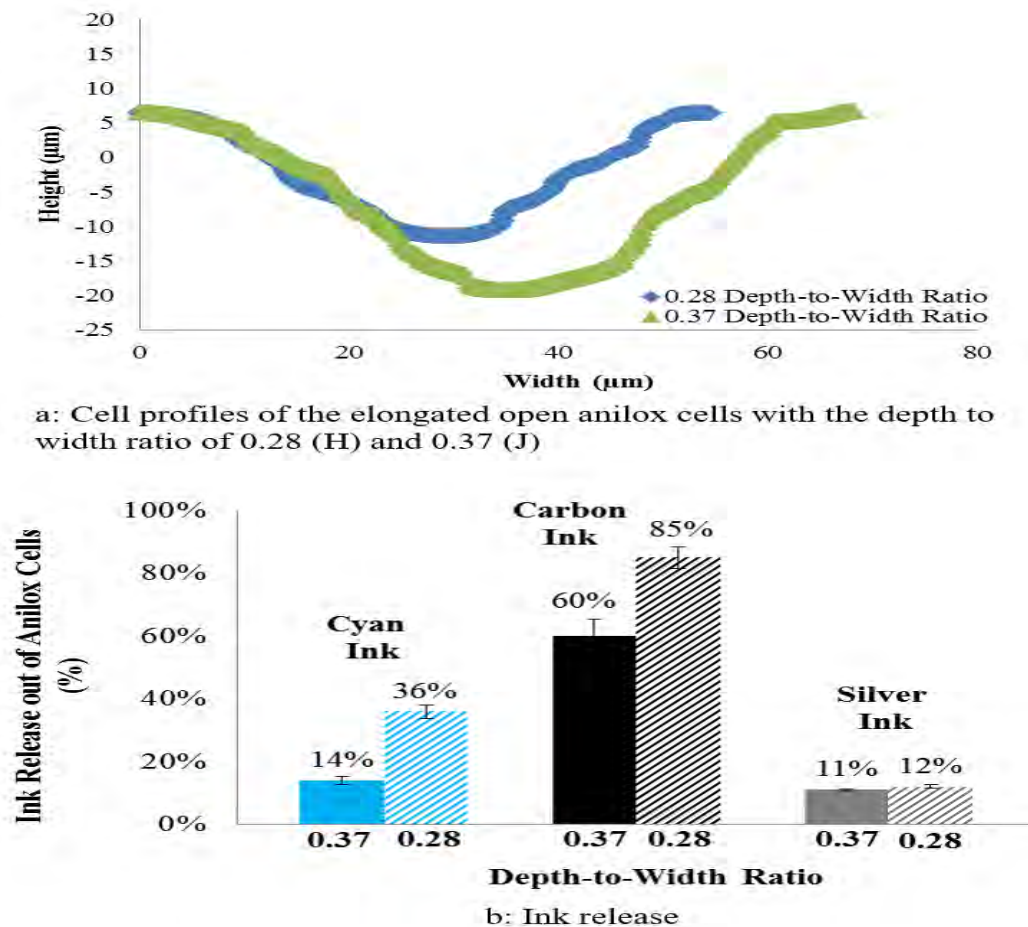 20
15
10
5
0
-5
-10
-15
-20
-25
Height (µm)
0.28 Depth-to-Width Ratio
0.37 Depth-to-Width Ratio
0 20 40 60 80
Width (µm)
a: Cell profiles of the elongated open anilox cells with the depth to
width ratio of 0.28 (H) and 0.37 (J)
Ink Release out of Anilox Cells
(%)
100%
80%
60%
40%
20%
0%
Cyan
Ink
14%
36%
Carbon
Ink
60%
85%
Silver
Ink
11%
12%
0.37 0.28 0.37 0.28 0.37 0.28
Depth-to-Width Ratio
b: Ink release